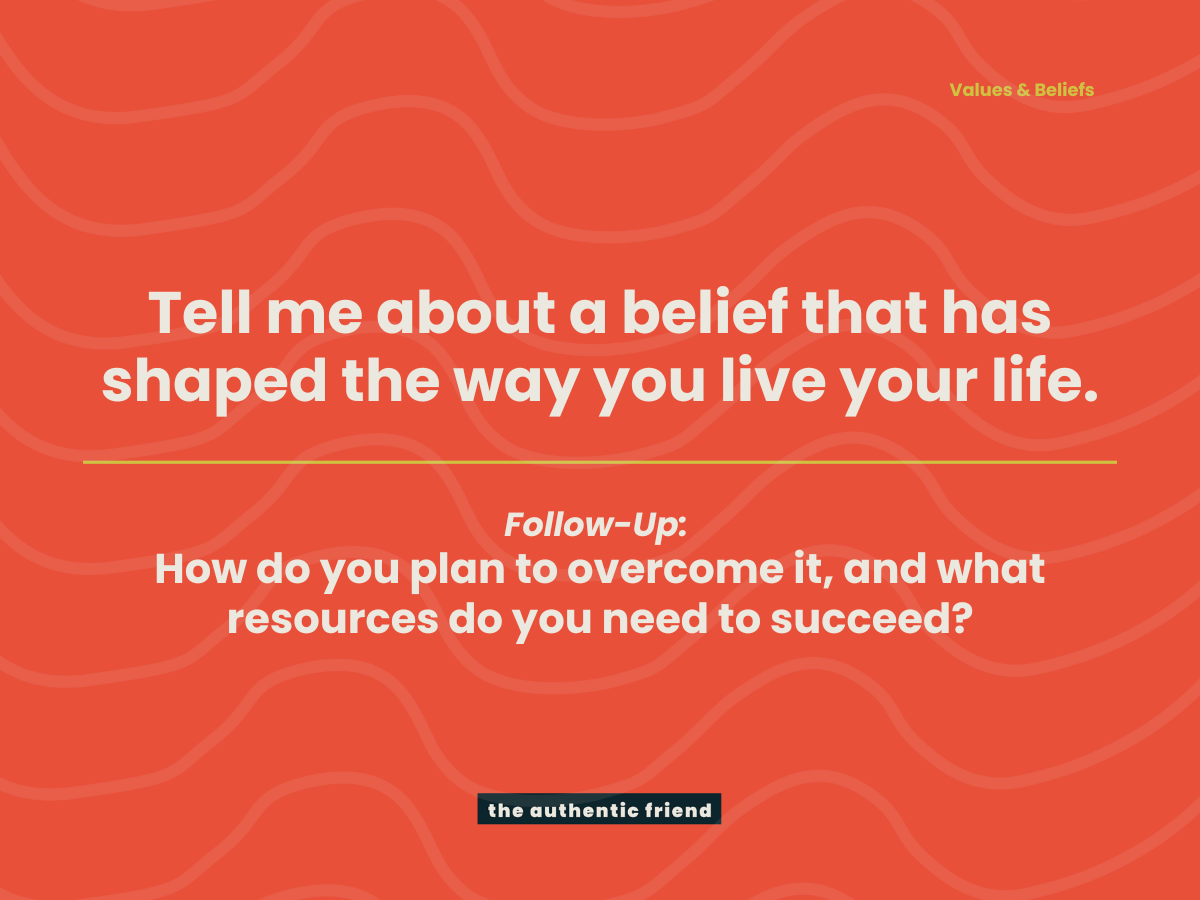 Values & Beliefs
Tell me about a belief that has
shaped the way you live your life.
Follow-Up:
How do you plan to overcome it, and what
resources do you need to succeed?
the authentic friend